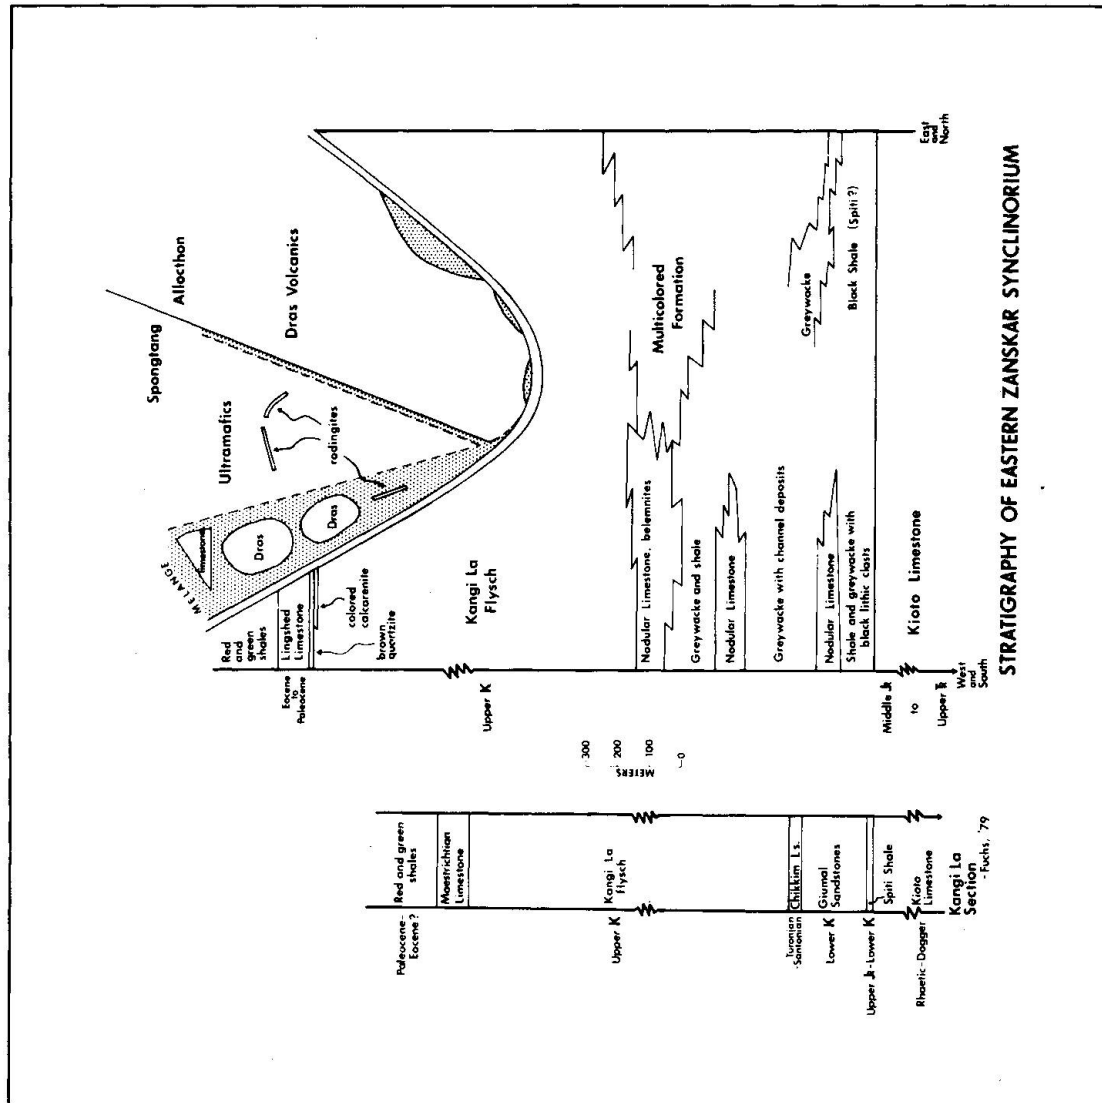 Spongtang
Allocthon
Ultramafics
Dras Volcanics
rodingites
MELANGE
limestone
Dras
Dras
Red
and
green
shales
Lingshed
Limestone
colored
calcarenite
brown
quartzite
Eocene
to
Paleocene
Kangi La
Flysch
Upper K
Multicolored
Formation
Nodular Limestone, belemnites
Greywacke and shale
Nodular Limestone
Greywacke with channel deposits
Nodular Limestone
Shale and greywacke with
black lithic clasts
Greywacke
Black Shale (Spiti?)
Kioto Limestone
Middle Jr
to
Upper Tr
West
and
South
East
and
North
300
200
100
0
METERS
Red and green
shales
Paleocene-
Eocene?
Maestrichtian
Limestone
Kangi La
Flysch
Upper K
Chikkim Ls.
Turonian
-Santonian
Giumal
Sandstones
Lower K
Spiti Shale
Upper Jr-Lower K
Kioto
Limestone
Rhaetic-Dogger
Kangi La
Section
-Fuchs, '79
STRATIGRAPHY OF EASTERN ZANSKAR SYNCLINORIUM